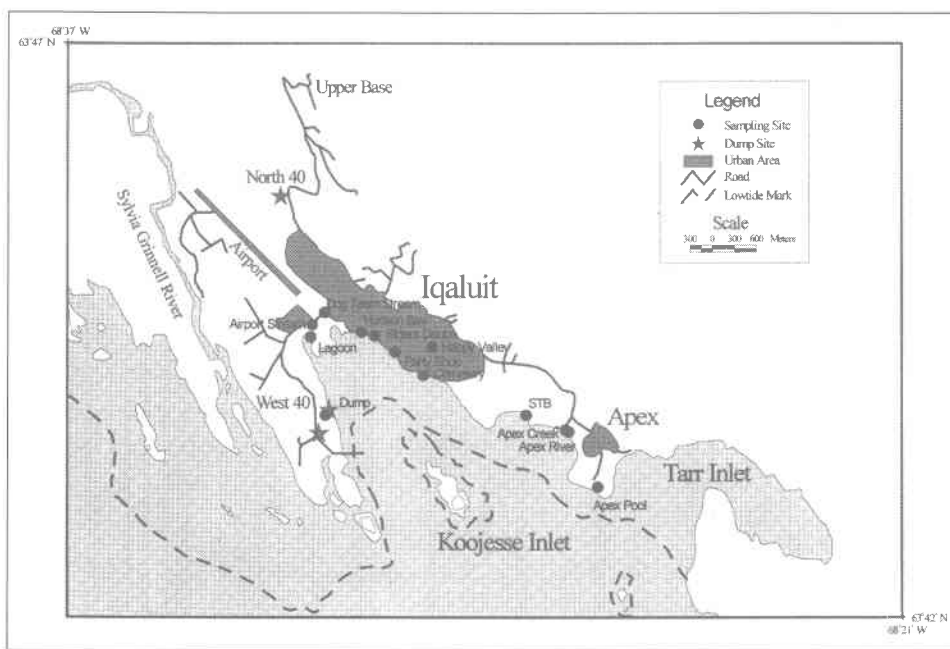 68°37' W
63°47' N
Upper Base
Legend
Sampling Site
Dump Site
Urban Area
Road
Lowtide Mark
Scale
300 0 300 600 Meters
North 40
Sylvia Grinnell River
Airport
Iqaluit
Airport
Happy Valley
Lagoon
West 40
Dump
STB
Apex
Apex Creek
Apex River
Tarr Inlet
Apex Pool
Koojesse Inlet
63°42' N
68°21' W